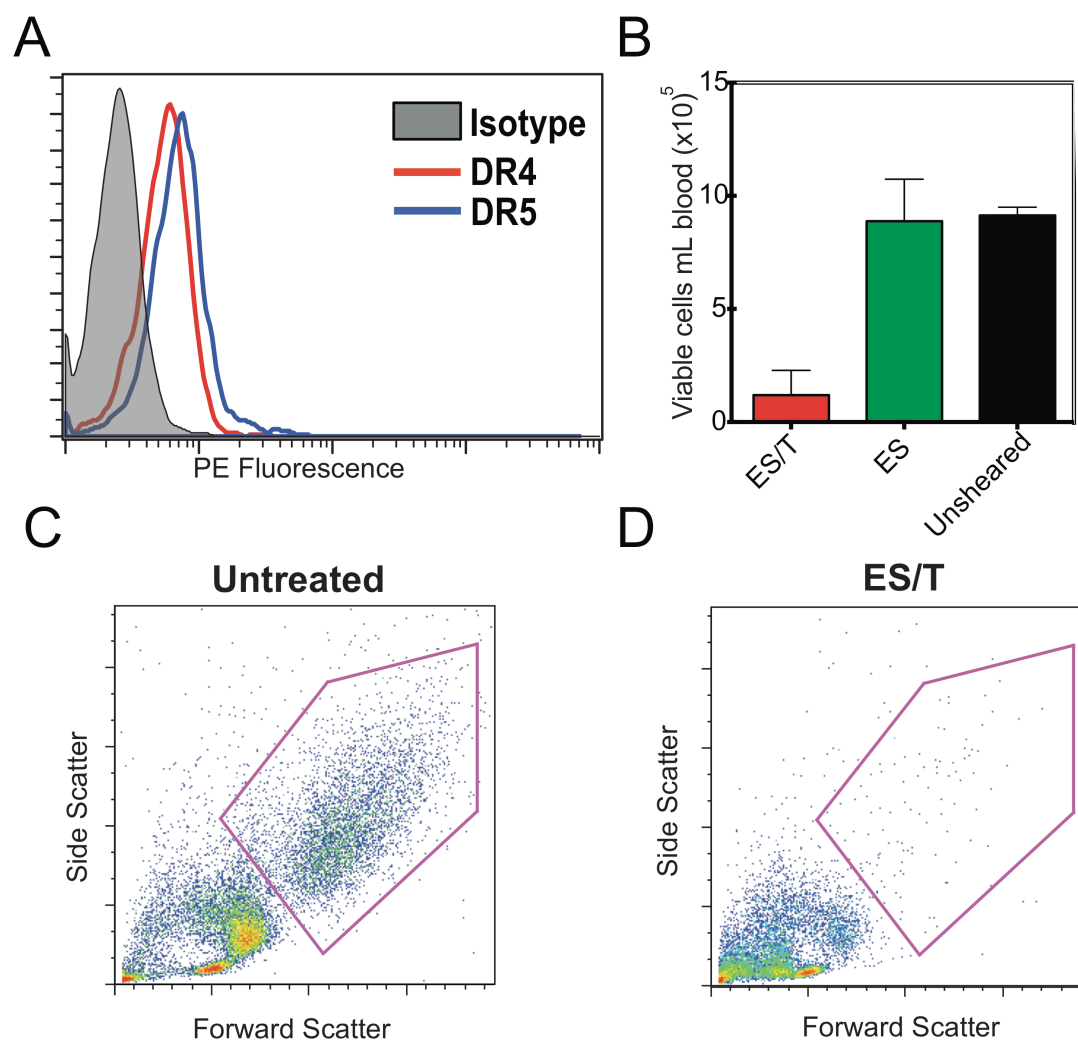 A
Isotype
DR4
DR5
PE Fluorescence
B
Viable cells mL blood (x10)5
15
10
5
0
ES/T
ES
Unsheared
C
Untreated
Side Scatter
Forward Scatter
D
ES/T
Side Scatter
Forward Scatter